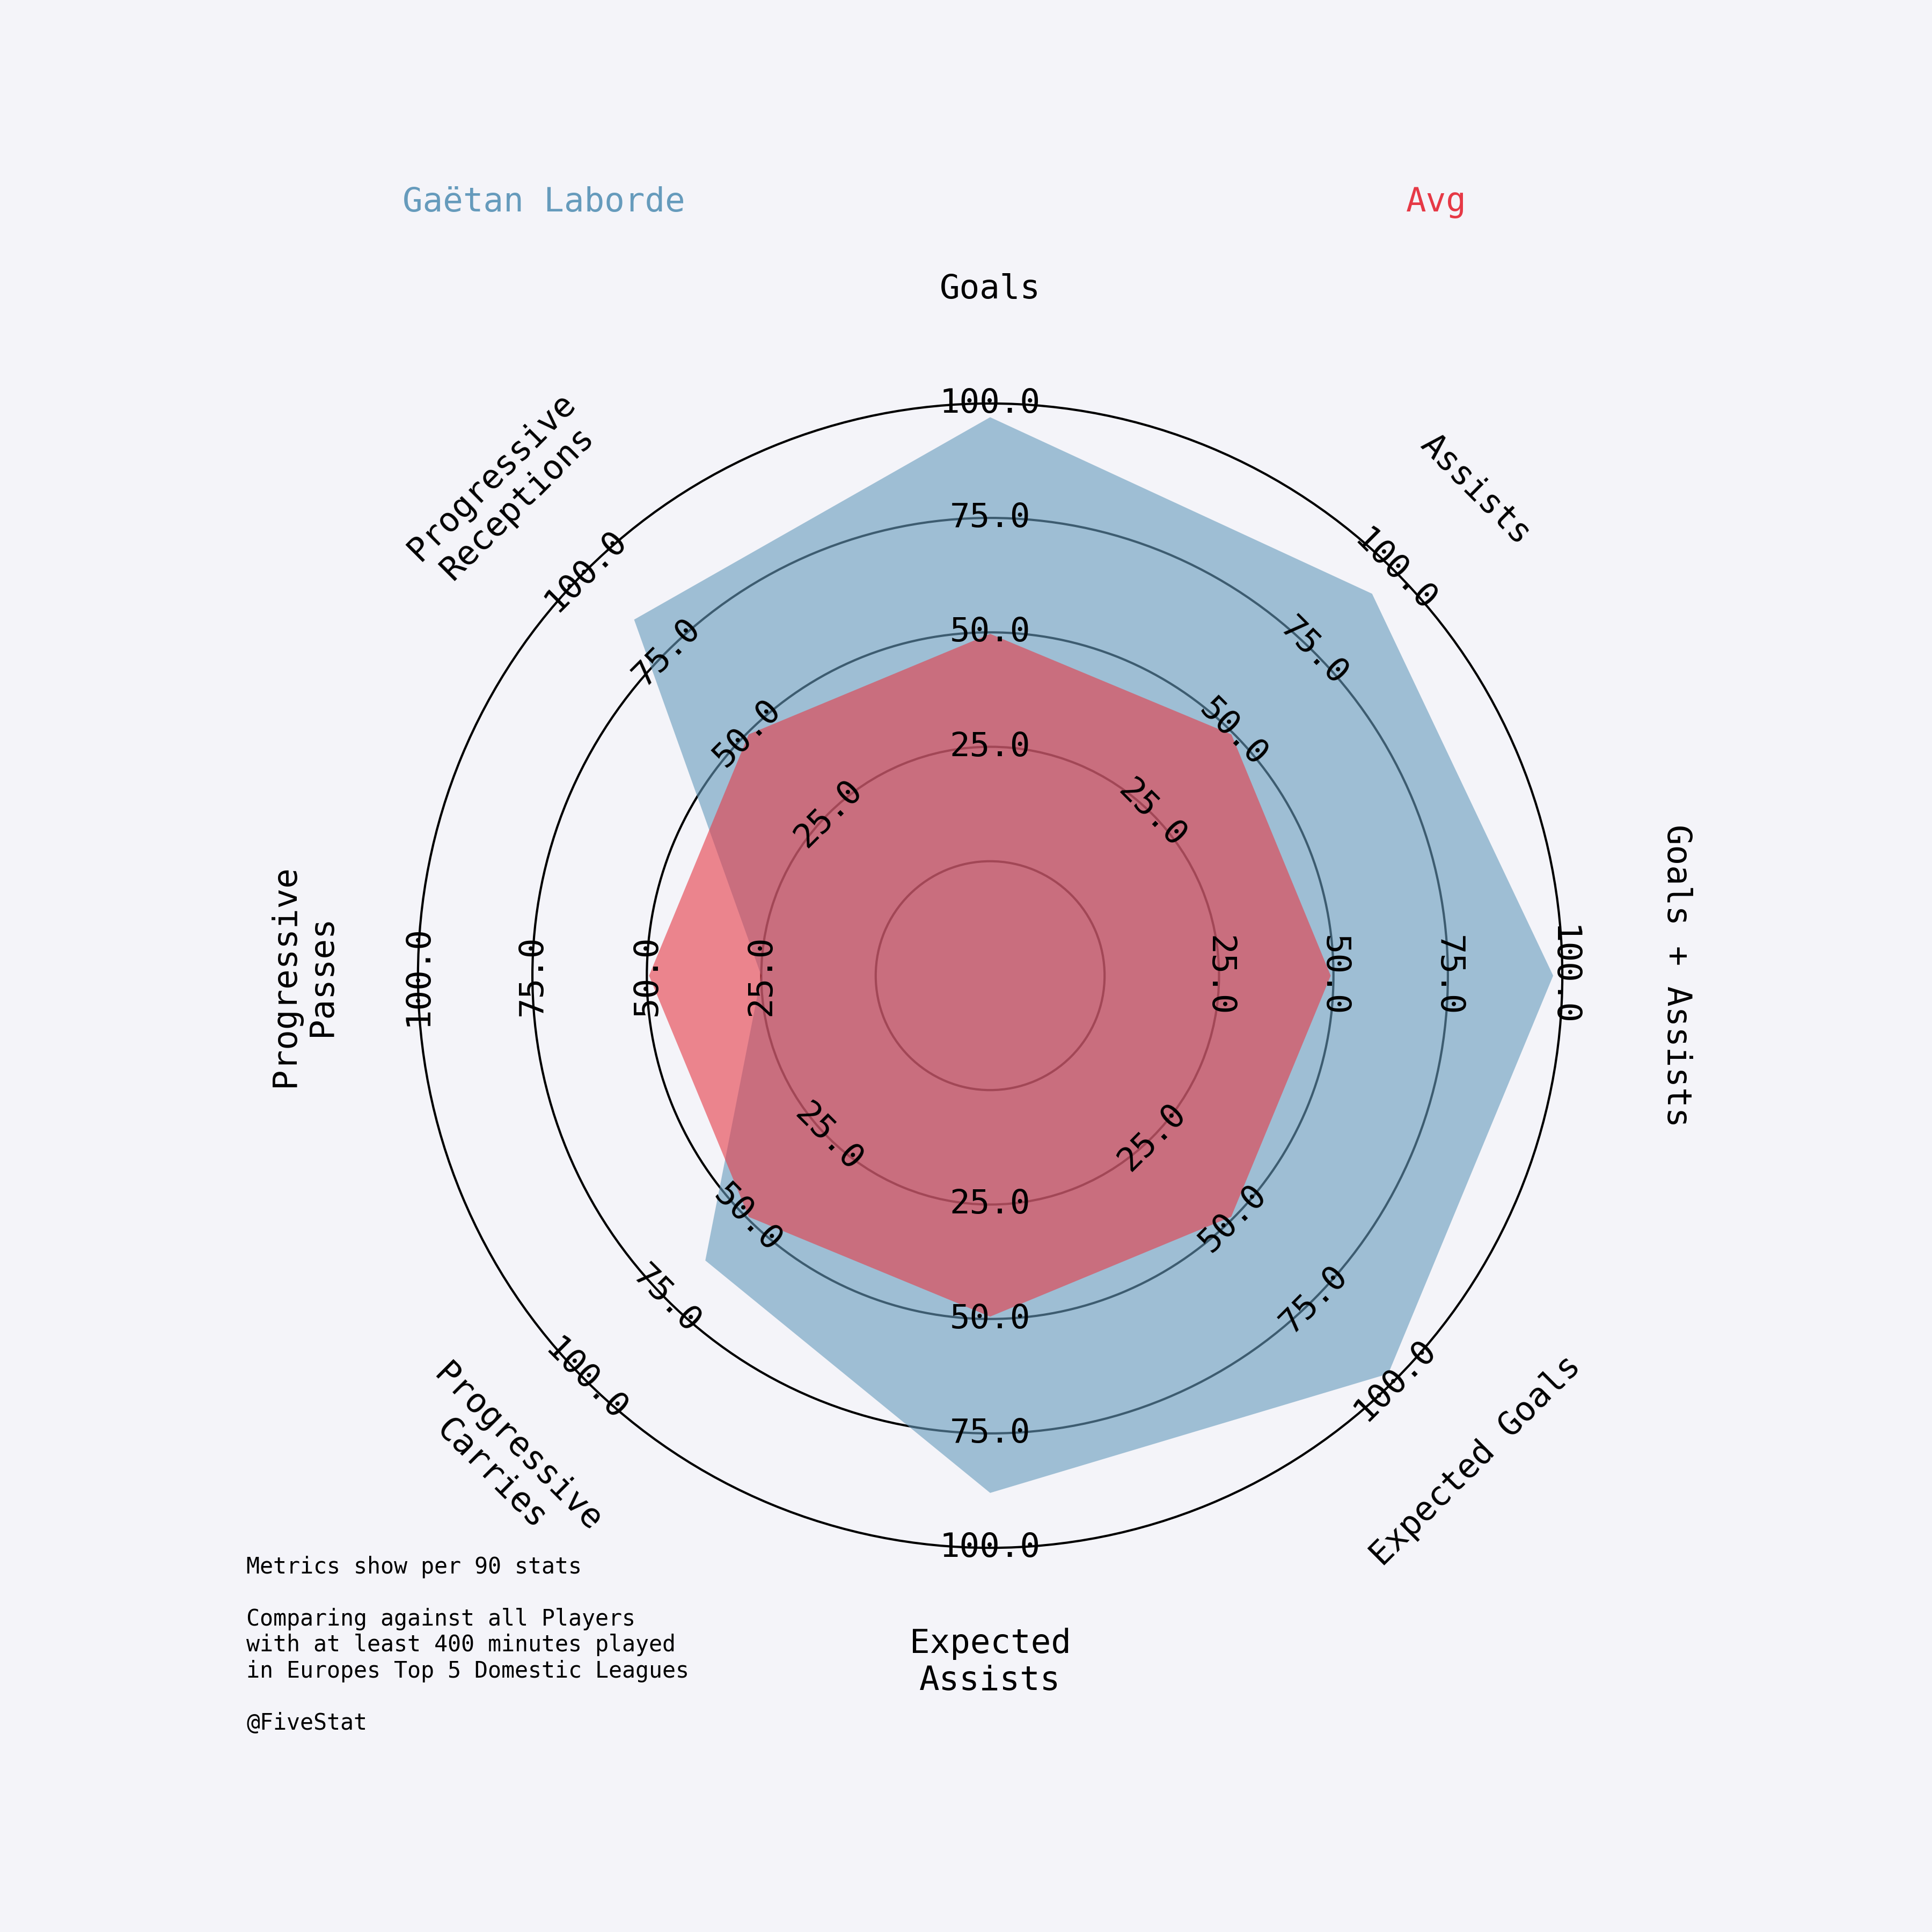 Gaëtan Laborde
Avg
Goals
Assists
Goals + Assists
Expected Goals
Expected
Assists
Progressive
Carries
Progressive
Passes
Progressive
Receptions
25.0
50.0
75.0
100.0
25.0
50.0
75.0
100.0
25.0
50.0
75.0
100.0
25.0
50.0
75.0
100.0
25.0
50.0
75.0
100.0
25.0
50.0
75.0
100.0
25.0
50.0
75.0
100.0
25.0
50.0
75.0
100.0
Metrics show per 90 stats
Comparing against all Players
with at least 400 minutes played
in Europes Top 5 Domestic Leagues
@FiveStat